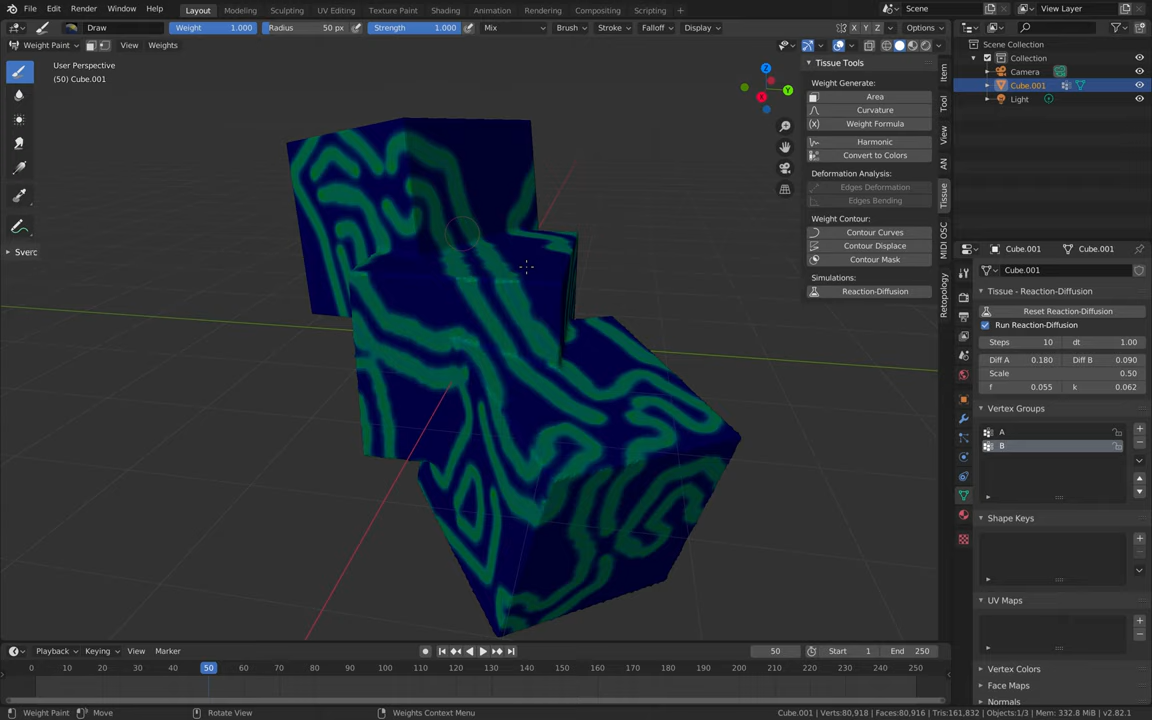 File Edit Render Window Help Layout Modeling Sculpting UV Editing Texture Paint Shading Animation Rendering Compositing Scripting + Scene View Layer
Draw Weight 1.000 Radius 50 px Strength 1.000 Mix Brush Stroke Falloff Display X Y Z Options
Weight Paint View Weights
User Perspective
(50) Cube.001
Sverc
Z
Y
X
Tissue Tools
Weight Generate:
Area
Curvature
(x) Weight Formula
Harmonic
Convert to Colors
Deformation Analysis:
Edges Deformation
Edges Bending
Weight Contour:
Contour Curves
Contour Displace
Contour Mask
Simulations:
Reaction-Diffusion
Item
Tool
View
AN
Tissue
MIDI OSC
Retopology
Scene Collection
Collection
Camera
Cube.001
Light
Cube.001 Cube.001
Cube.001
Tissue - Reaction-Diffusion
Reset Reaction-Diffusion
Run Reaction-Diffusion
Steps 10 dt 1.00
Diff A 0.180 Diff B 0.090
Scale 0.50
f 0.055 k 0.062
Vertex Groups
A
B
Shape Keys
UV Maps
Vertex Colors
Face Maps
Normals
Playback Keying View Marker 50 Start 1 End 250
0 10 20 30 40 50 60 70 80 90 100 110 120 130 140 150 160 170 180 190 200 210 220 230 240 250
Weight Paint Move Rotate View Weights Context Menu Cube.001 | Verts:80,918 | Faces:80,916 | Tris:161,832 | Objects:1/3 | Mem: 332.8 MiB | v2.82.1